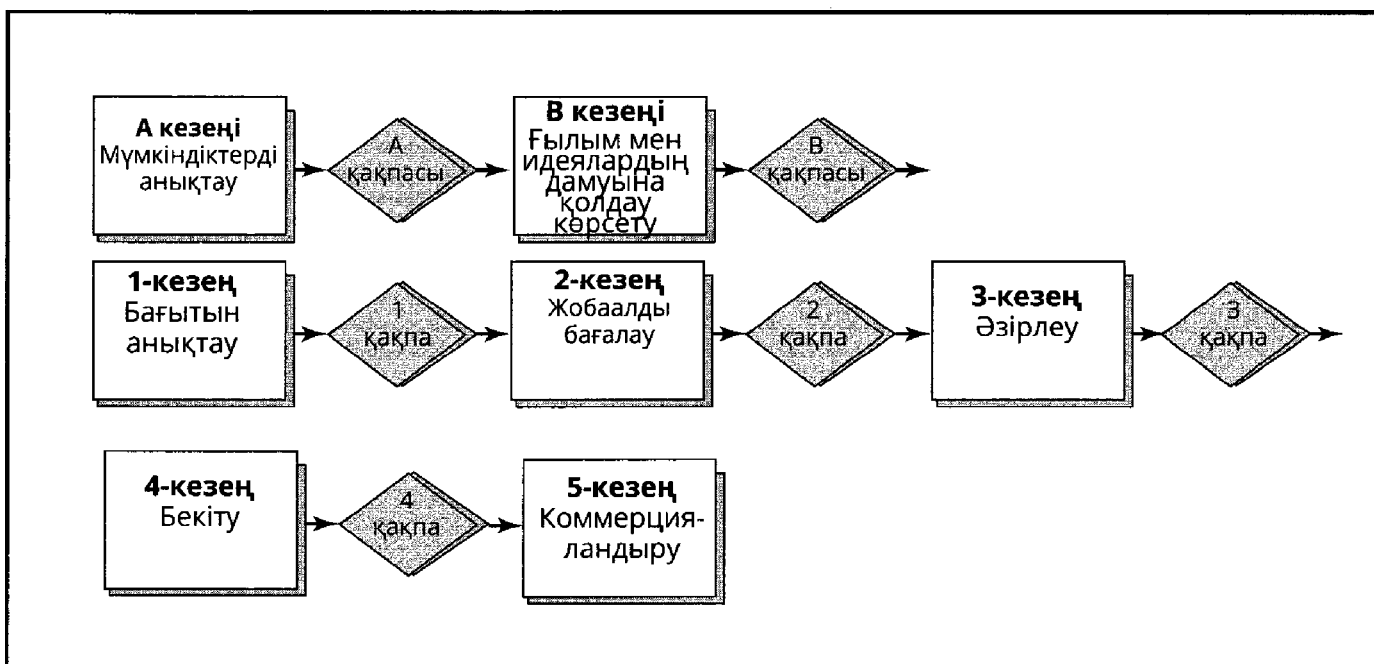 А кезеңі
Мүмкіндіктерді
анықтау
А
қақпасы
В кезеңі
Ғылым мен
идеялардың
дамуына
қолдау
көрсету
В
қақпасы
1-кезең
Бағытын
анықтау
1
қақпа
2-кезең
Жобаалды
бағалау
2
қақпа
3-кезең
Әзірлеу
3
қақпа
4-кезең
Бекіту
4
қақпа
5-кезең
Коммерция-
ландыру